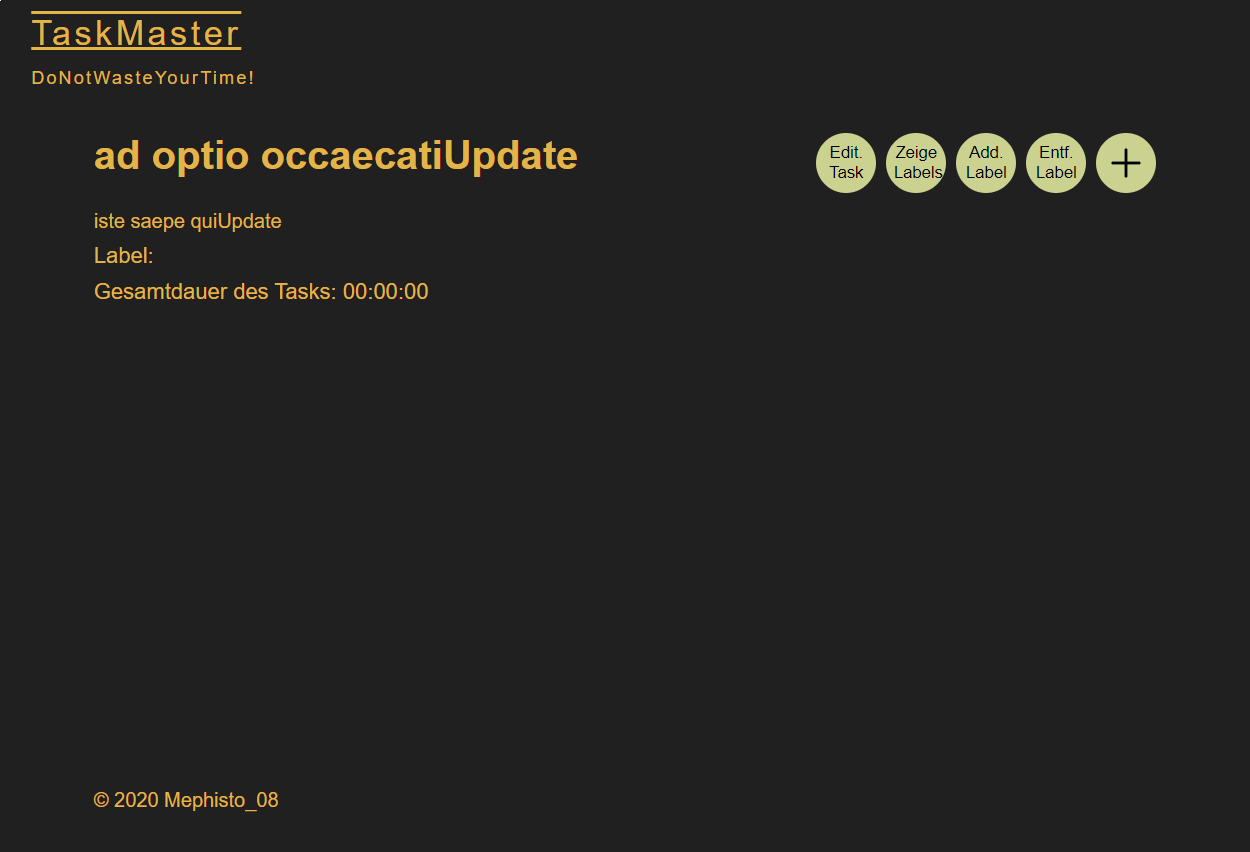 TaskMaster
DoNotWasteYourTime!
ad optio occaecatiUpdate
Edit.
Task
Zeige
Labels
Add.
Label
Entf.
Label
+
iste saepe quiUpdate
Label:
Gesamtdauer des Tasks: 00:00:00
© 2020 Mephisto_08